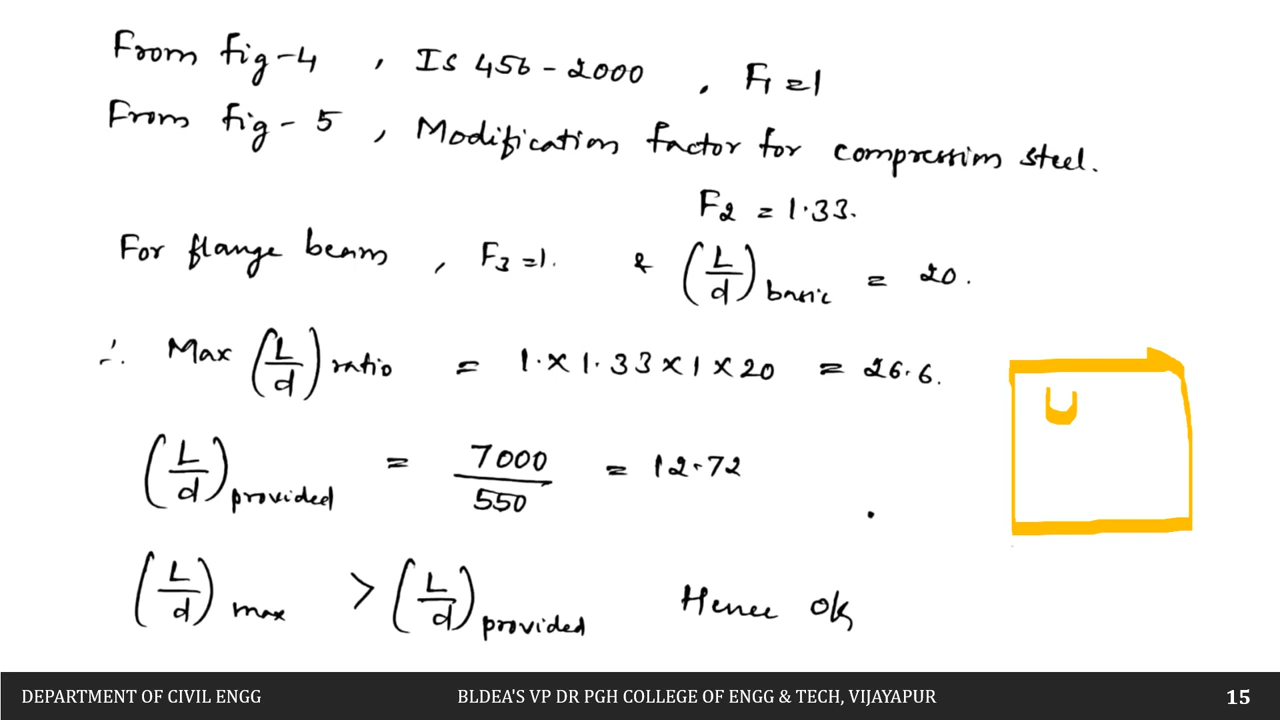 From fig-4 , Is 456-2000 , F1 = 1
From fig-5 , Modification factor for compression steel.
F2 = 1.33.
For flange beam , F3 = 1. & (L/d) basic = 20.
∴ Max (L/d) ratio = 1. × 1.33 × 1 × 20 = 26.6.
(L/d) provided = 7000/550 = 12.72
(L/d) max > (L/d) provided Hence ok
U
DEPARTMENT OF CIVIL ENGG BLDEA'S VP DR PGH COLLEGE OF ENGG & TECH, VIJAYAPUR 15